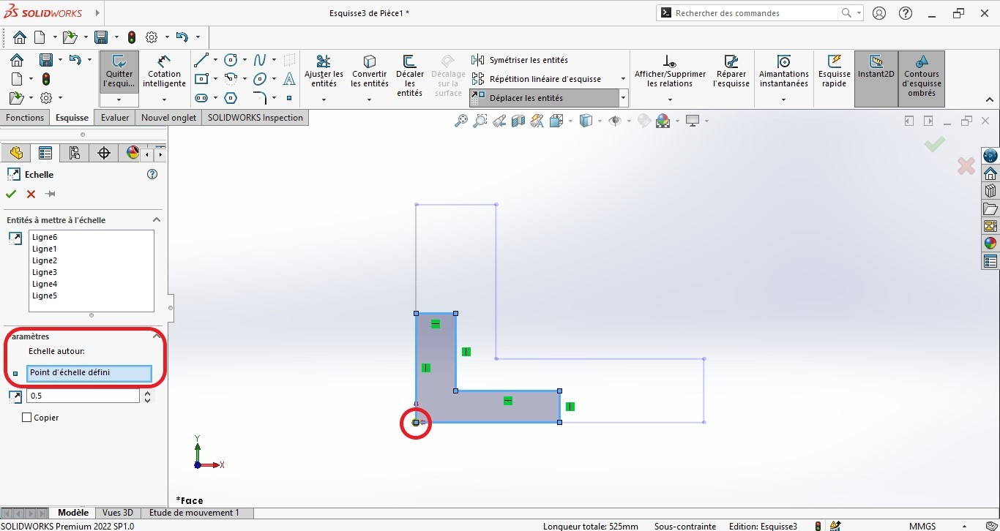 SOLIDWORKS
Esquisse3 de Pièce1 *
Rechercher des commandes
Quitter l'esqui...
Cotation intelligente
Ajuster les entités
Convertir les entités
Décaler les entités
Décalage sur la surface
Symétriser les entités
Répétition linéaire d'esquisse
Déplacer les entités
Afficher/Supprimer les relations
Réparer l'esquisse
Aimantations instantanées
Esquisse rapide
Instant2D
Contours d'esquisse ombrés
Fonctions Esquisse Evaluer Nouvel onglet SOLIDWORKS Inspection
Echelle
Entités à mettre à l'échelle
Ligne6
Ligne1
Ligne2
Ligne3
Ligne4
Ligne5
aramètres
Echelle autour:
Point d'échelle défini
0.5
Copier
Y
X
*Face
Modèle Vues 3D Etude de mouvement 1
SOLIDWORKS Premium 2022 SP1.0 Longueur totale: 525mm Sous-contrainte Edition: Esquisse3 MMGS